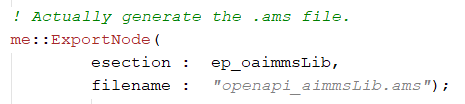 ! Actually generate the .ams file.
me::ExportNode(
esection :  ep_oaimmsLib,
filename :  "openapi_aimmsLib.ams");